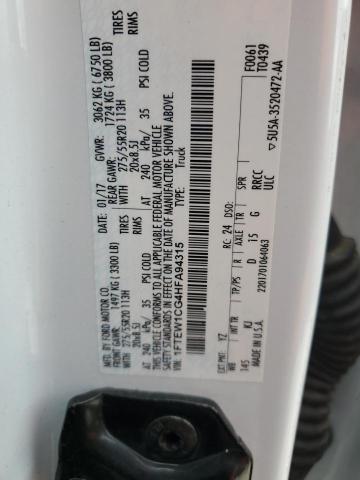 MFD. BY FORD MOTOR CO.
DATE: 01/17 GVWR: 3062 KG ( 6750 LB)
FRONT GAWR: 1497 KG ( 3300 LB) REAR GAWR: 1724 KG ( 3800 LB)
WITH 275/55R20 113H TIRES WITH 275/55R20 113H TIRES
20x8.5J RIMS 20x8.5J RIMS
AT 240 kPa/ 35 PSI COLD AT 240 kPa/ 35 PSI COLD
THIS VEHICLE CONFORMS TO ALL APPLICABLE FEDERAL MOTOR VEHICLE
SAFETY STANDARDS IN EFFECT ON THE DATE OF MANUFACTURE SHOWN ABOVE.
VIN: 1FTEW1CG4HFA94315
TYPE: Truck
F0061
T0439
EXT PNT: YZ RC: 24 DSO:
WB INT TR TP/PS R AXLE TR SPR
145 KJ D 15 G RRCC
MADE IN U.S.A. ULC
2201701064063
▽5U5A-3520472-AA